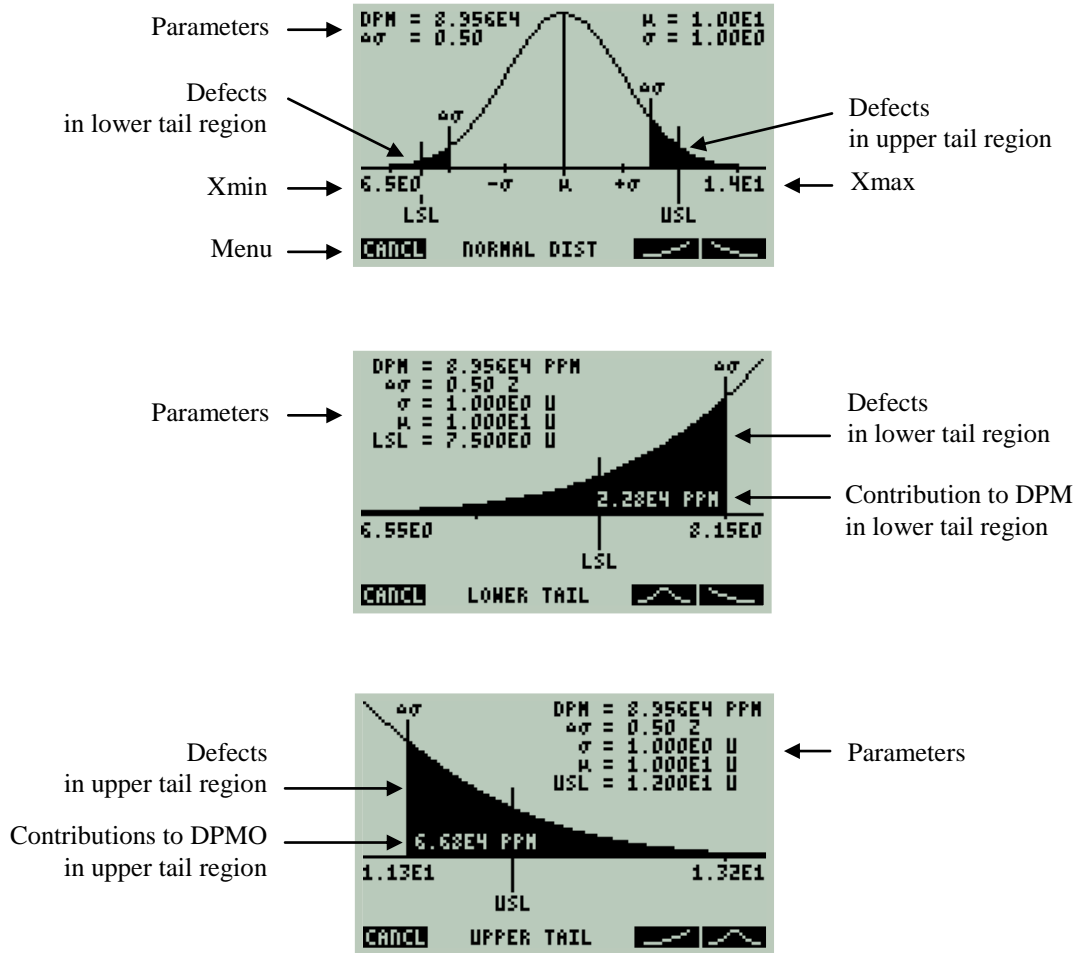 Parameters
DPM = 8.956E4
Δσ = 0.50
μ = 1.00E1
σ = 1.00E0
Defects
in lower tail region
Δσ
Δσ
Defects
in upper tail region
Xmin
6.5E0
-σ
μ
+σ
1.4E1
Xmax
LSL
USL
Menu
CANCL
NORMAL DIST
Parameters
DPM = 8.956E4 PPM
Δσ = 0.50 Z
σ = 1.000E0 U
μ = 1.000E1 U
LSL = 7.500E0 U
Δσ
Defects
in lower tail region
2.28E4 PPM
Contribution to DPM
in lower tail region
6.55E0
8.15E0
LSL
CANCL
LOWER TAIL
Δσ
DPM = 8.956E4 PPM
Δσ = 0.50 Z
σ = 1.000E0 U
μ = 1.000E1 U
USL = 1.200E1 U
Parameters
Defects
in upper tail region
Contributions to DPMO
in upper tail region
6.68E4 PPM
1.13E1
1.32E1
USL
CANCL
UPPER TAIL